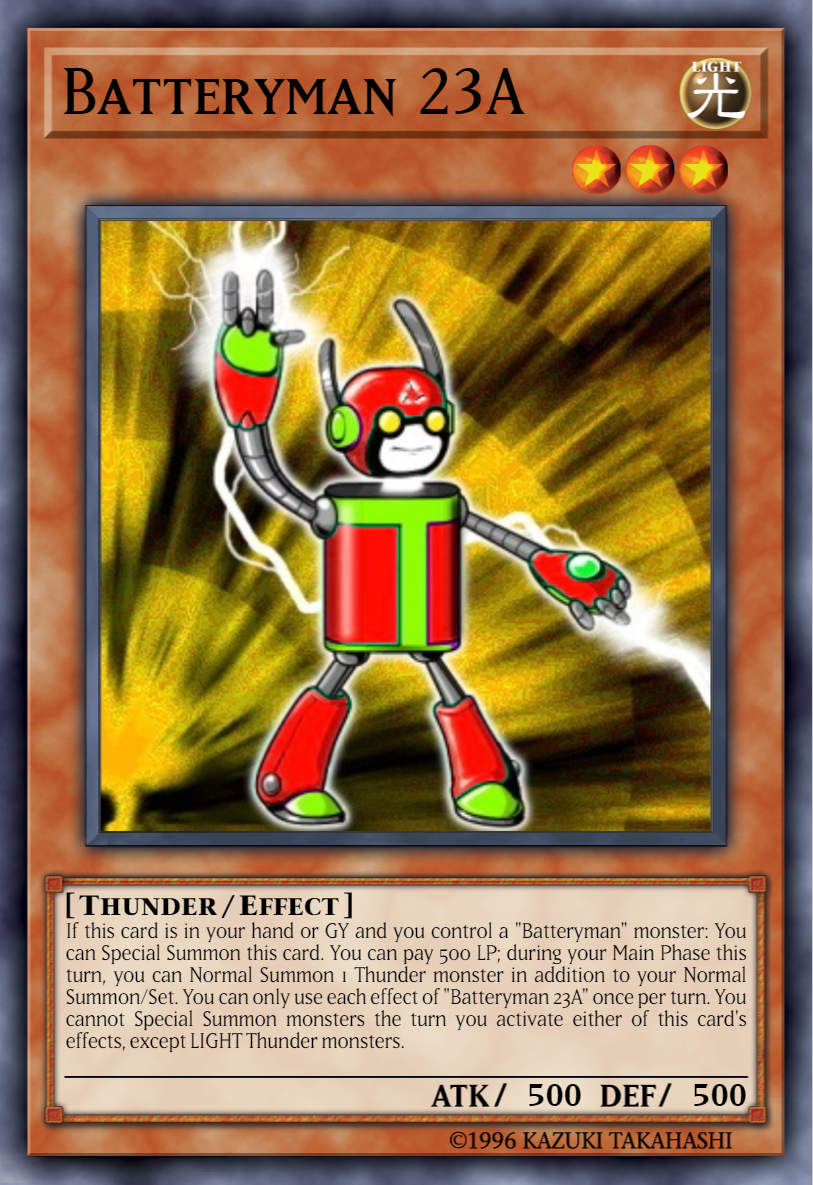 Batteryman 23A
LIGHT
光
[Thunder/Effect]
If this card is in your hand or GY and you control a "Batteryman" monster: You
can Special Summon this card. You can pay 500 LP; during your Main Phase this
turn, you can Normal Summon 1 Thunder monster in addition to your Normal
Summon/Set. You can only use each effect of "Batteryman 23A" once per turn. You
cannot Special Summon monsters the turn you activate either of this card's
effects, except LIGHT Thunder monsters.
ATK/ 500 DEF/ 500
©1996 KAZUKI TAKAHASHI